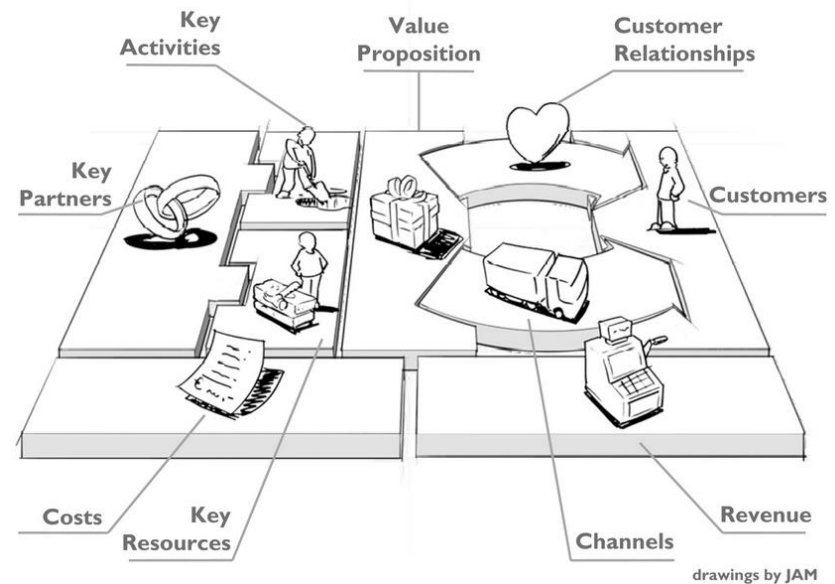 Key
Activities
Value
Proposition
Customer
Relationships
Key
Partners
Customers
Costs
Key
Resources
Channels
Revenue
drawings by JAM